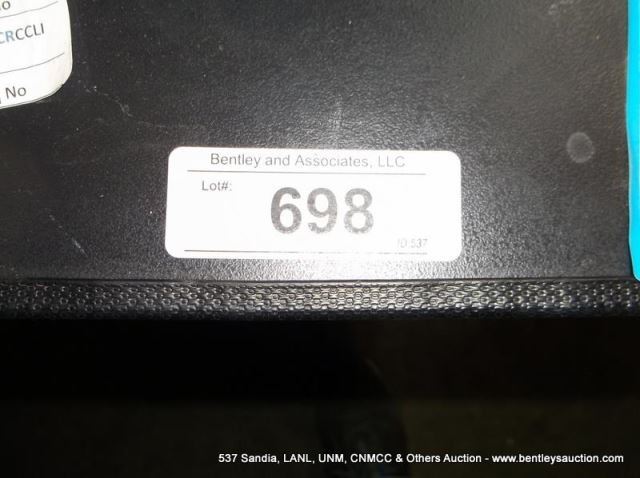 CRCCLI
No
Bentley and Associates, LLC
Lot#:
698
ID:537
537 Sandia, LANL, UNM, CNMCC & Others Auction - www.bentleysauction.com